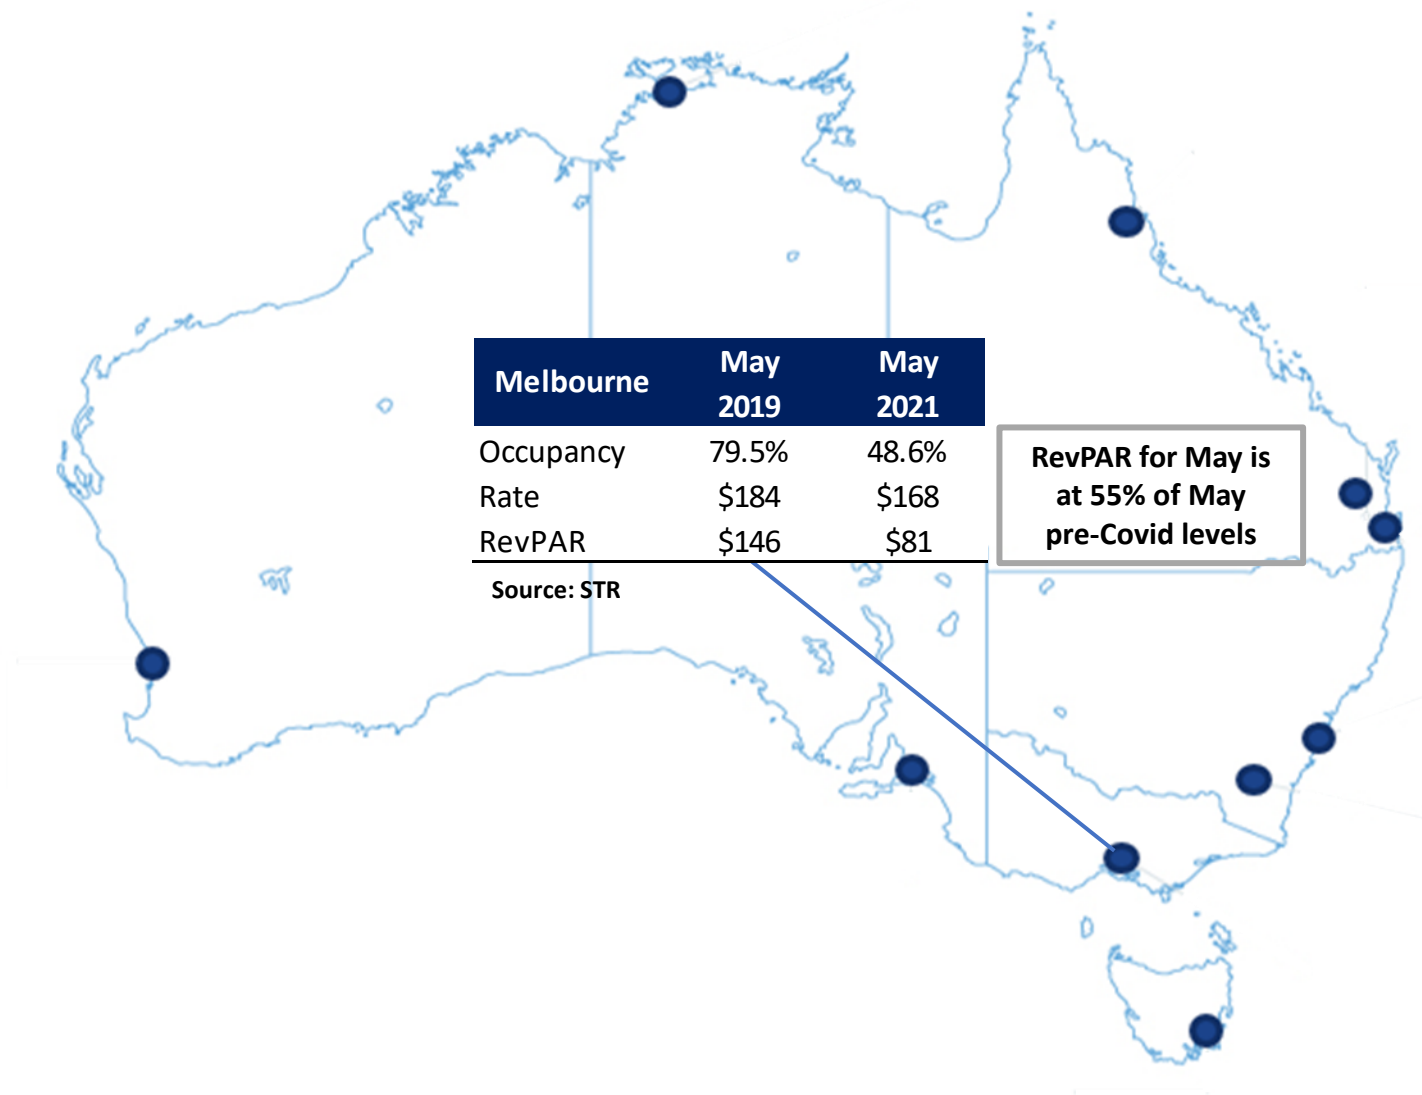 Melbourne May 2019 May 2021
Occupancy 79.5% 48.6%
Rate $184 $168
RevPAR $146 $81
Source: STR
RevPAR for May is
at 55% of May
pre-Covid levels